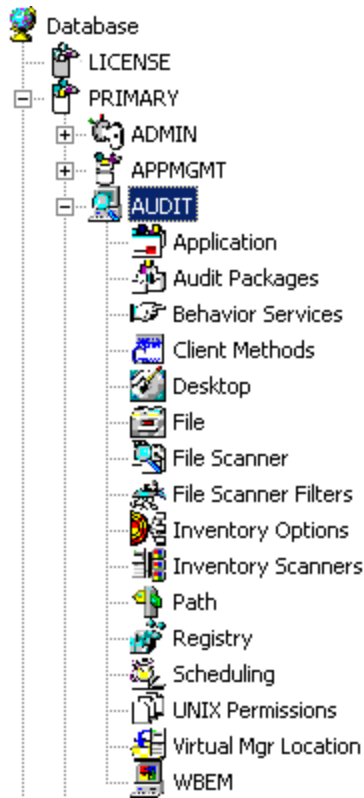 Database
LICENSE
PRIMARY
ADMIN
APPMGMT
AUDIT
Application
Audit Packages
Behavior Services
Client Methods
Desktop
File
File Scanner
File Scanner Filters
Inventory Options
Inventory Scanners
Path
Registry
Scheduling
UNIX Permissions
Virtual Mgr Location
WBEM